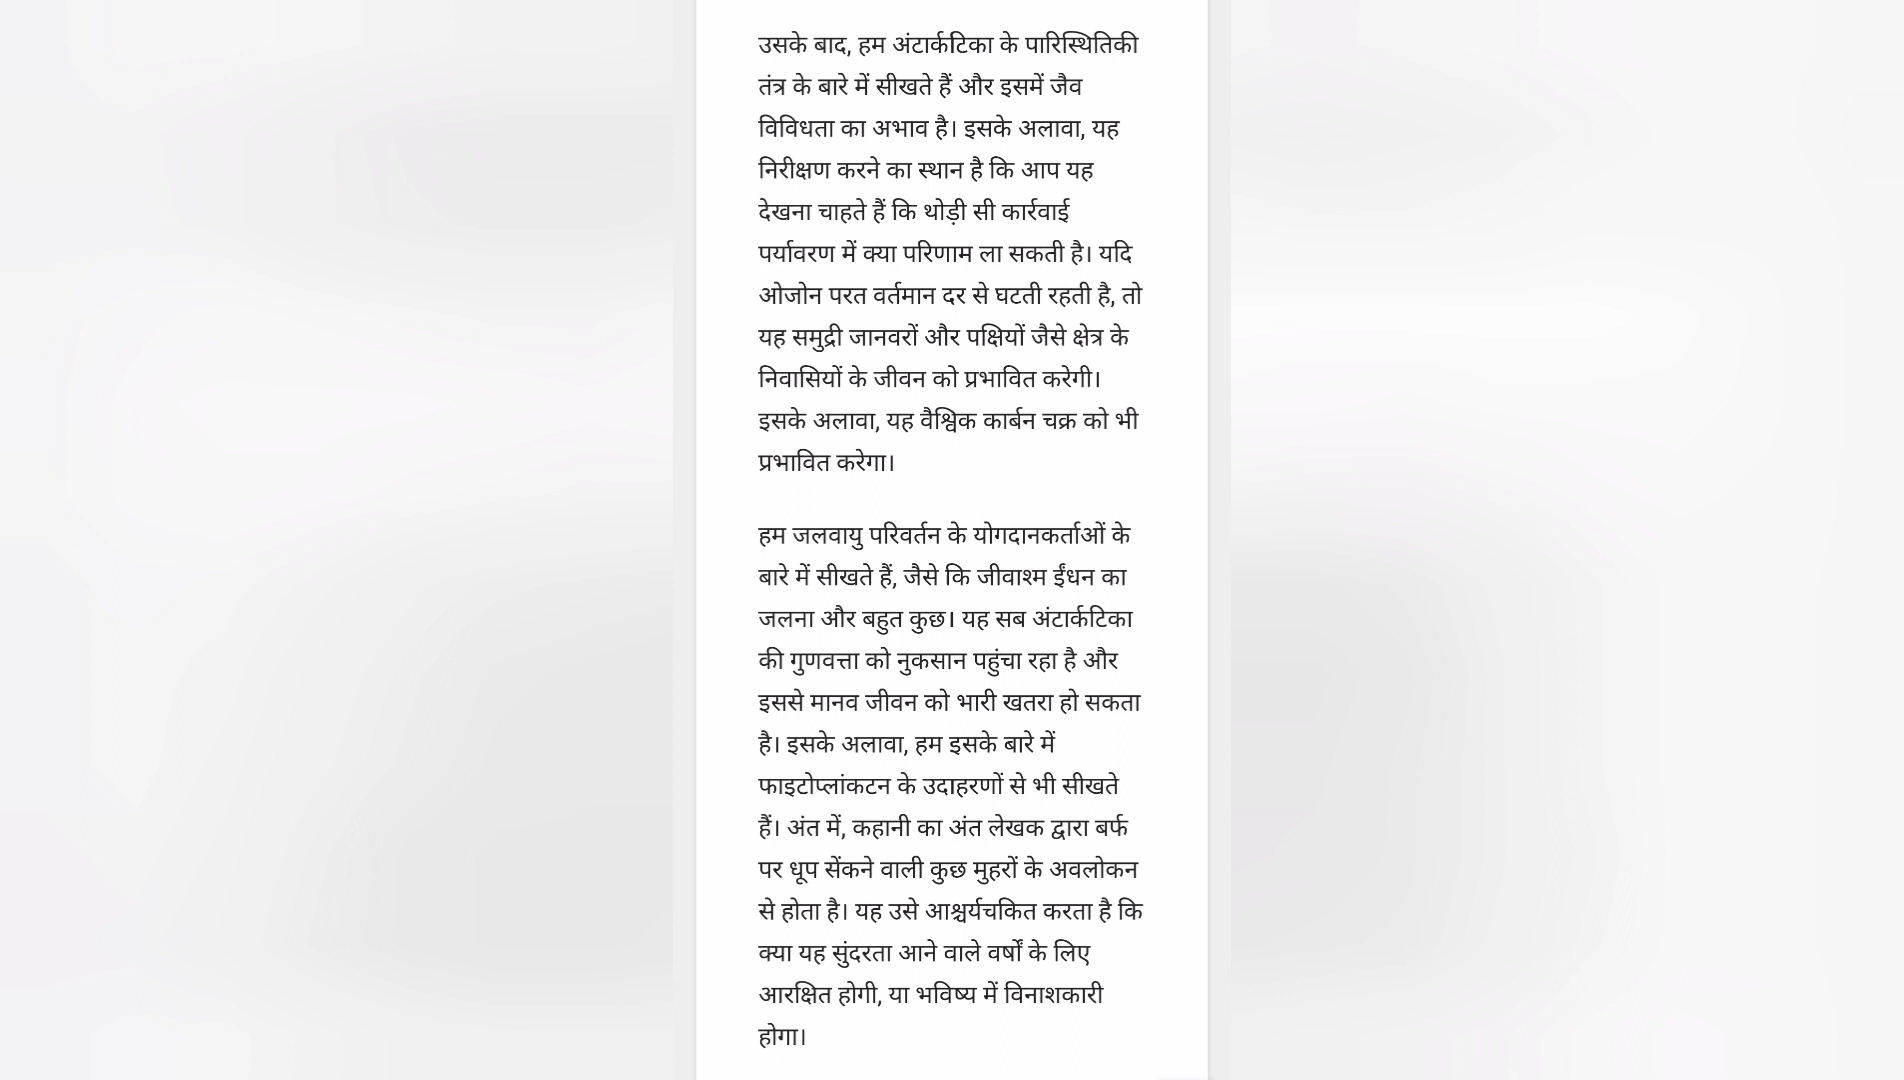 उसके बाद, हम अंटार्कटिका के पारिस्थितिकी
तंत्र के बारे में सीखते हैं और इसमें जैव
विविधता का अभाव है। इसके अलावा, यह
निरीक्षण करने का स्थान है कि आप यह
देखना चाहते हैं कि थोड़ी सी कार्रवाई
पर्यावरण में क्या परिणाम ला सकती है। यदि
ओजोन परत वर्तमान दर से घटती रहती है, तो
यह समुद्री जानवरों और पक्षियों जैसे क्षेत्र के
निवासियों के जीवन को प्रभावित करेगी।
इसके अलावा, यह वैश्विक कार्बन चक्र को भी
प्रभावित करेगा।
हम जलवायु परिवर्तन के योगदानकर्ताओं के
बारे में सीखते हैं, जैसे कि जीवाश्म ईंधन का
जलना और बहुत कुछ। यह सब अंटार्कटिका
की गुणवत्ता को नुकसान पहुंचा रहा है और
इससे मानव जीवन को भारी खतरा हो सकता
है। इसके अलावा, हम इसके बारे में
फाइटोप्लांकटन के उदाहरणों से भी सीखते
हैं। अंत में, कहानी का अंत लेखक द्वारा बर्फ
पर धूप सेंकने वाली कुछ मुहरों के अवलोकन
से होता है। यह उसे आश्चर्यचकित करता है कि
क्या यह सुंदरता आने वाले वर्षों के लिए
आरक्षित होगी, या भविष्य में विनाशकारी
होगा।